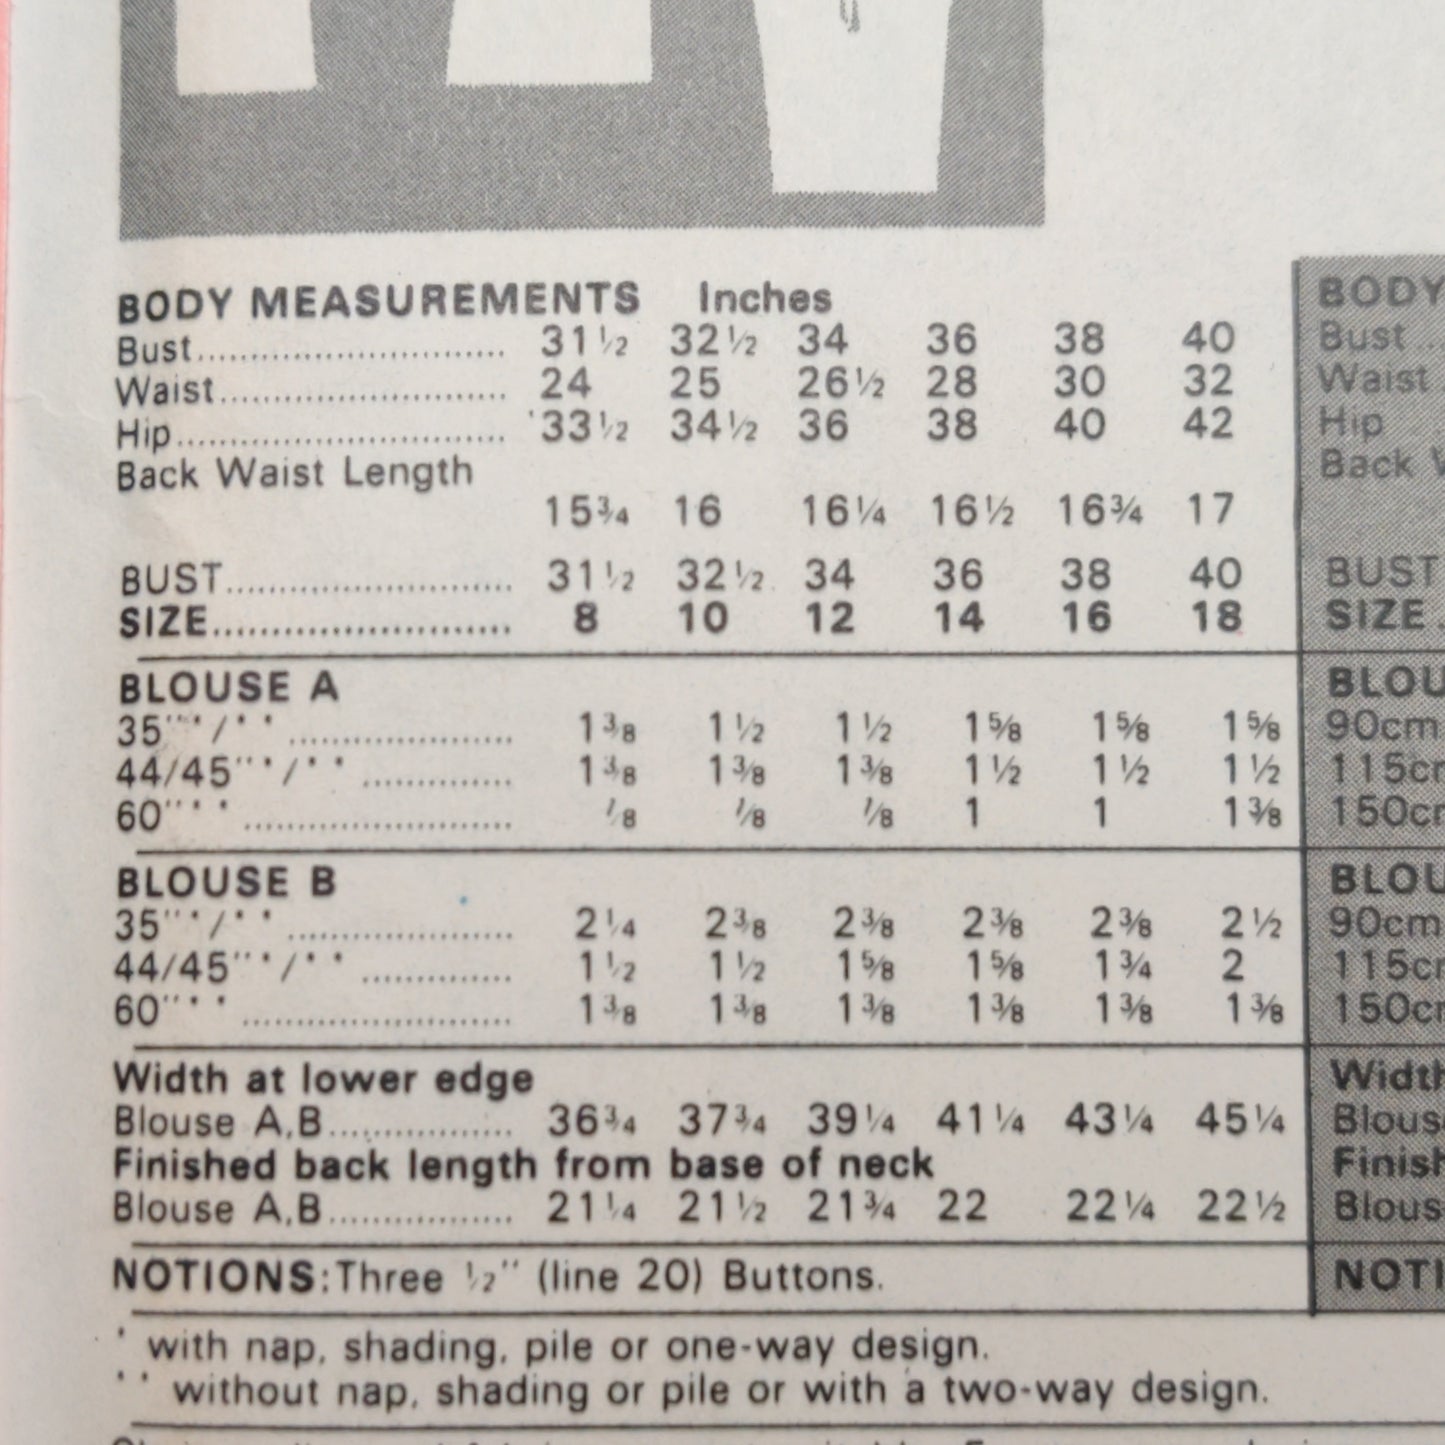 BODY MEASUREMENTS Inches
Bust.............................. 31½ 32½ 34 36 38 40
Waist........................... 24 25 26½ 28 30 32
Hip............................... 33½ 34½ 36 38 40 42
Back Waist Length
15¾ 16 16¼ 16½ 16¾ 17
BUST........................... 31½ 32½ 34 36 38 40
SIZE.......................... 8 10 12 14 16 18
BLOUSE A
35"*/** ..................... 1⅜ 1½ 1½ 1⅝ 1⅝ 1⅝
44/45"*/** .............. 1⅜ 1⅜ 1⅜ 1½ 1½ 1½
60"** ......................... ⅞ ⅞ ⅞ 1 1 1⅜
BLOUSE B
35"*/** ..................... 2¼ 2⅜ 2⅜ 2⅜ 2⅜ 2½
44/45"*/** .............. 1½ 1½ 1⅝ 1⅝ 1¾ 2
60"** ......................... 1⅜ 1⅜ 1⅜ 1⅜ 1⅜ 1⅜
Width at lower edge
Blouse A,B................. 36¾ 37¾ 39¼ 41¼ 43¼ 45¼
Finished back length from base of neck
Blouse A,B................. 21¼ 21½ 21¾ 22 22¼ 22½
NOTIONS: Three ½" (line 20) Buttons.
* with nap, shading, pile or one-way design.
** without nap, shading or pile or with a two-way design.
BODY
Bust ..
Waist
Hip
Back W
BUST
SIZE .
BLOU
90cm
115cm
150cm
BLOU
90cm
115cm
150cm
Width
Blouse
Finish
Blouse
NOTI